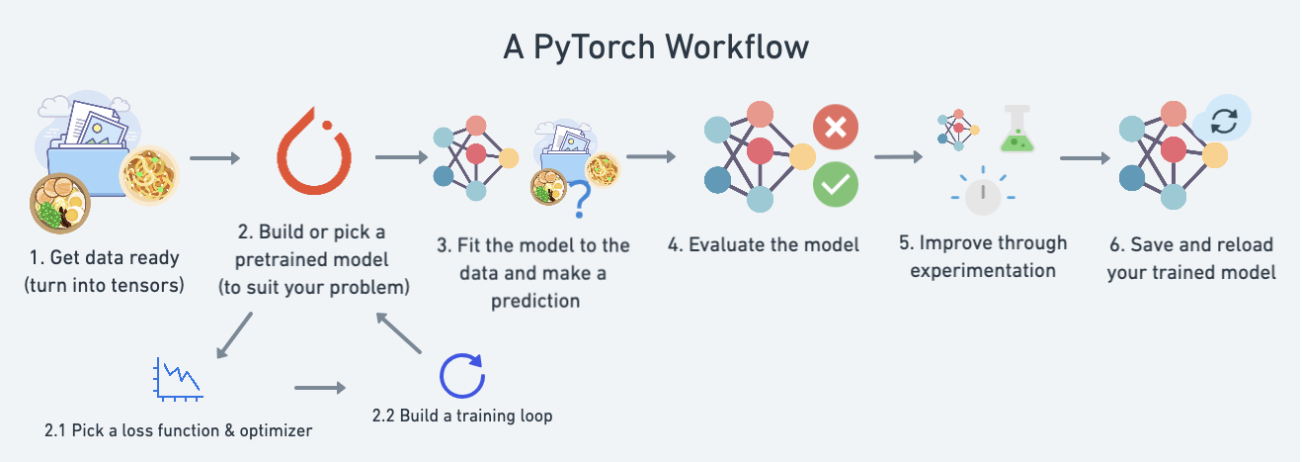 A PyTorch Workflow
1. Get data ready
(turn into tensors)
2. Build or pick a
pretrained model
(to suit your problem)
3. Fit the model to the
data and make a
prediction
4. Evaluate the model
5. Improve through
experimentation
6. Save and reload
your trained model
2.1 Pick a loss function & optimizer
2.2 Build a training loop